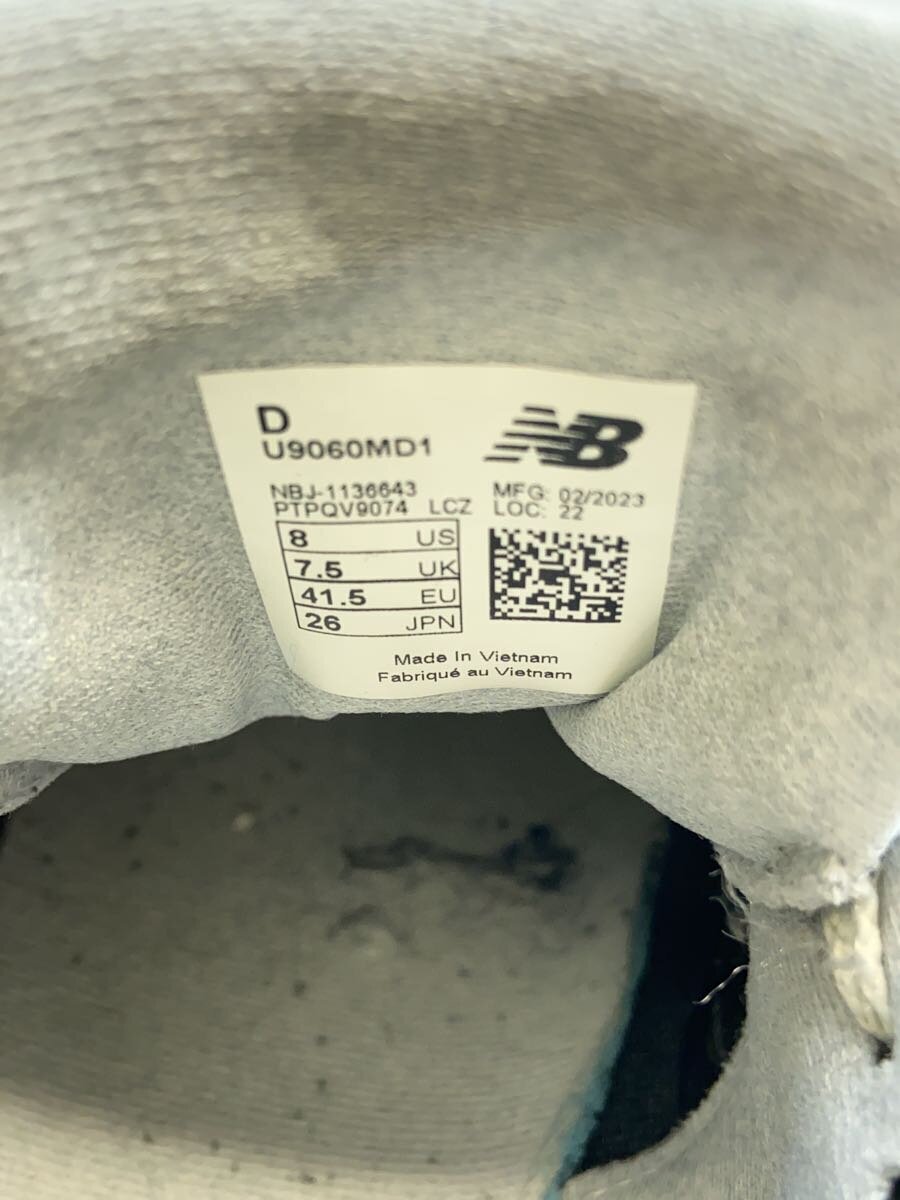 D
U9060MD1
NB
NBJ-1136643
PTPQV9074 LCZ
MFG: 02/2023
LOC: 22
8 US
7.5 UK
41.5 EU
26 JPN
Made In Vietnam
Fabriqué au Vietnam